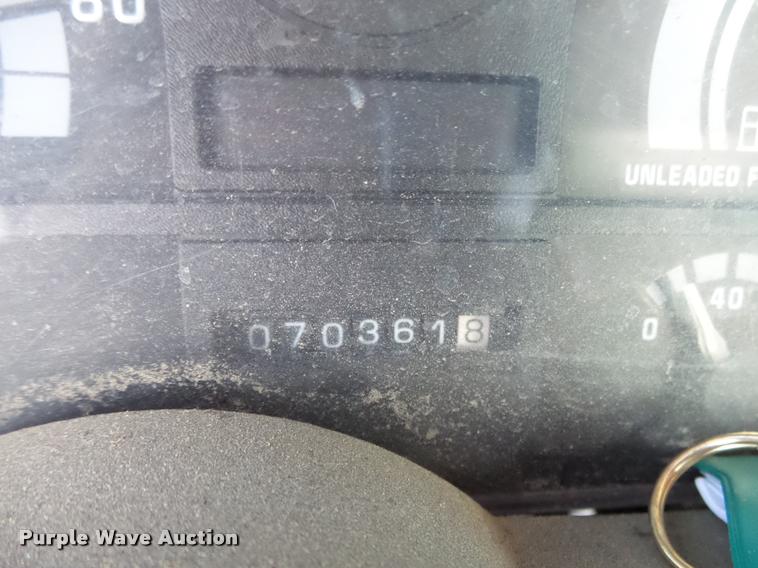 60
UNLEADED F
40
0
0703618
Purple Wave Auction